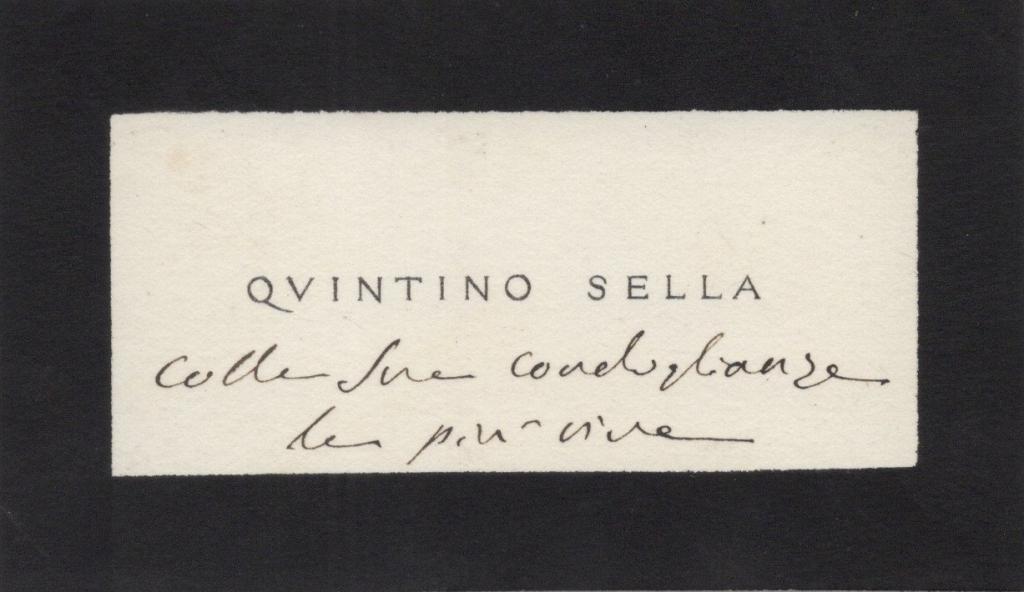 QVINTINO SELLA
colle Sue condoglianze
le più vive